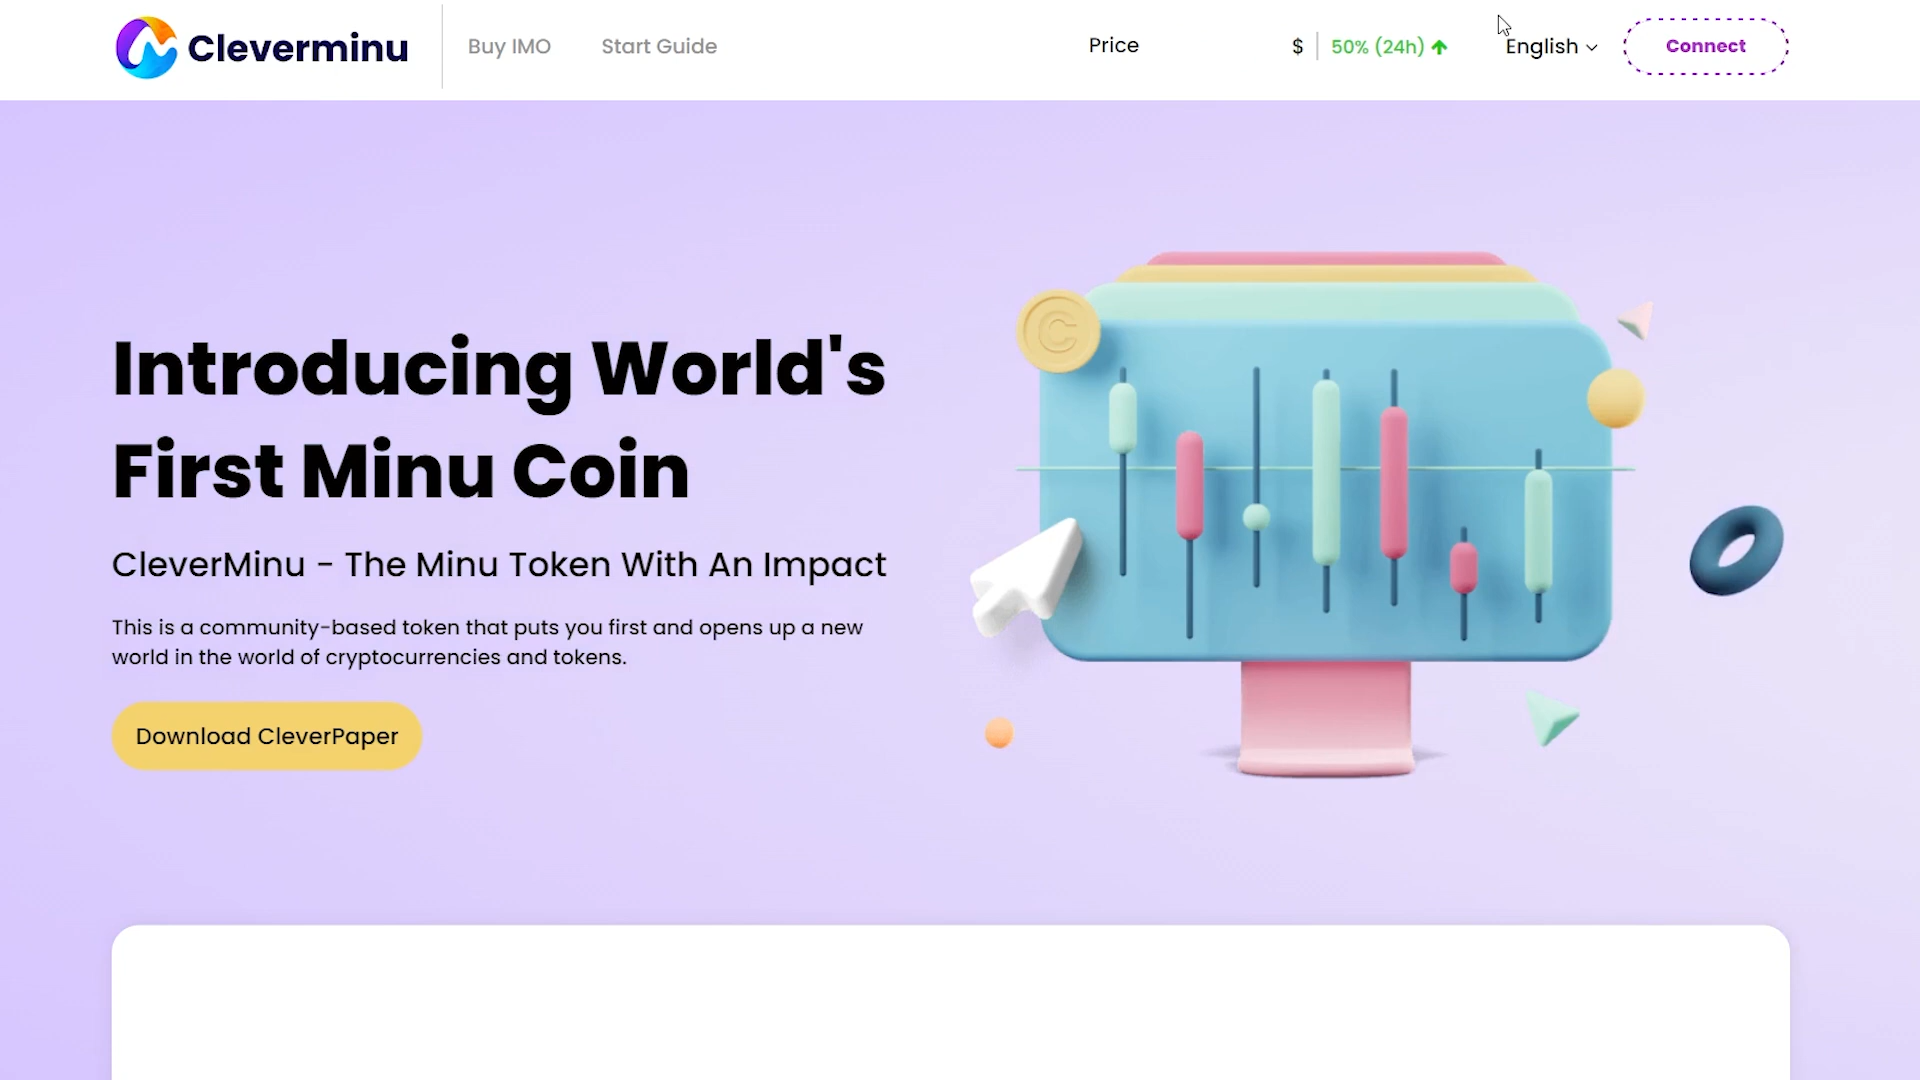 Cleverminu
Buy IMO
Start Guide
Price
$
50% (24h)
English
Connect
Introducing World's
First Minu Coin
CleverMinu - The Minu Token With An Impact
This is a community-based token that puts you first and opens up a new
world in the world of cryptocurrencies and tokens.
Download CleverPaper